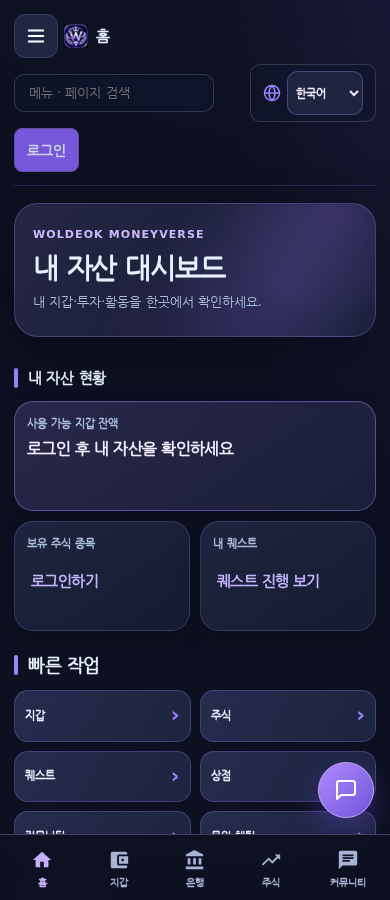 홈
메뉴 · 페이지 검색
한국어
로그인
WOLDEOK MONEYVERSE
내 자산 대시보드
내 지갑·투자·활동을 한곳에서 확인하세요.
내 자산 현황
사용 가능 지갑 잔액
로그인 후 내 자산을 확인하세요
보유 주식 종목
로그인하기
내 퀘스트
퀘스트 진행 보기
빠른 작업
지갑
주식
퀘스트
상점
홈
지갑
은행
주식
커뮤니티